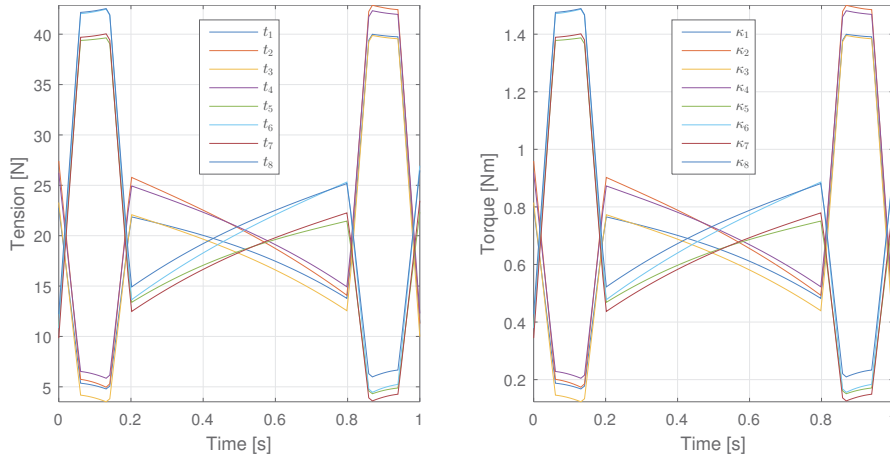 40
35
30
25
20
15
10
5
Tension [N]
0
0.2
0.4
0.6
0.8
1
Time [s]
t₁
t₂
t₃
t₄
t₅
t₆
t₇
t₈
1.4
1.2
1
0.8
0.6
0.4
0.2
Torque [Nm]
0
0.2
0.4
0.6
0.8
1
Time [s]
κ₁
κ₂
κ₃
κ₄
κ₅
κ₆
κ₇
κ₈